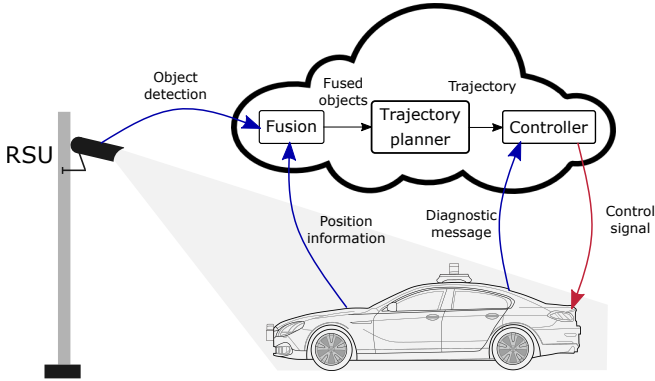 Object
detection
Fused
objects
Trajectory
Fusion
Trajectory
planner
Controller
RSU
Position
information
Diagnostic
message
Control
signal